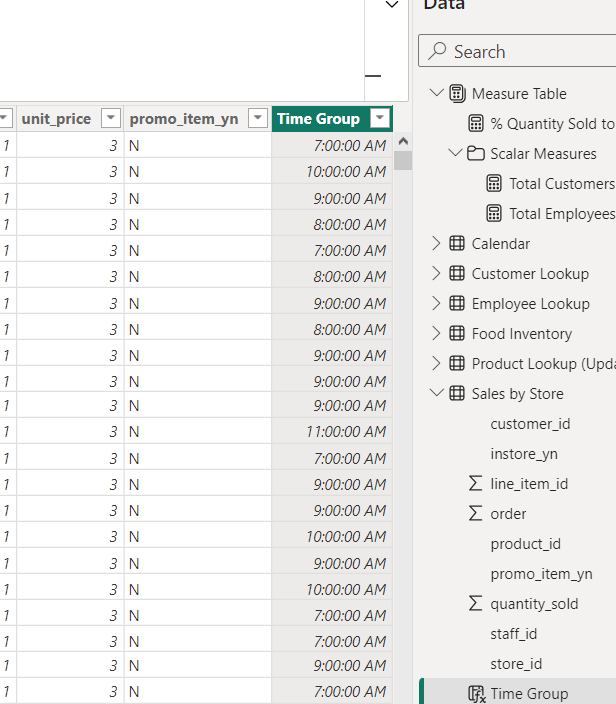 Data
Search
unit_price promo_item_yn Time Group
1 3 N 7:00:00 AM
1 3 N 10:00:00 AM
1 3 N 9:00:00 AM
1 3 N 8:00:00 AM
1 3 N 7:00:00 AM
1 3 N 8:00:00 AM
1 3 N 9:00:00 AM
1 3 N 8:00:00 AM
1 3 N 9:00:00 AM
1 3 N 9:00:00 AM
1 3 N 9:00:00 AM
1 3 N 11:00:00 AM
1 3 N 7:00:00 AM
1 3 N 9:00:00 AM
1 3 N 9:00:00 AM
1 3 N 10:00:00 AM
1 3 N 9:00:00 AM
1 3 N 10:00:00 AM
1 3 N 7:00:00 AM
1 3 N 7:00:00 AM
1 3 N 9:00:00 AM
1 3 N 7:00:00 AM
Measure Table
% Quantity Sold to
Scalar Measures
Total Customers
Total Employees
Calendar
Customer Lookup
Employee Lookup
Food Inventory
Product Lookup (Upda
Sales by Store
customer_id
instore_yn
line_item_id
order
product_id
promo_item_yn
quantity_sold
staff_id
store_id
Time Group